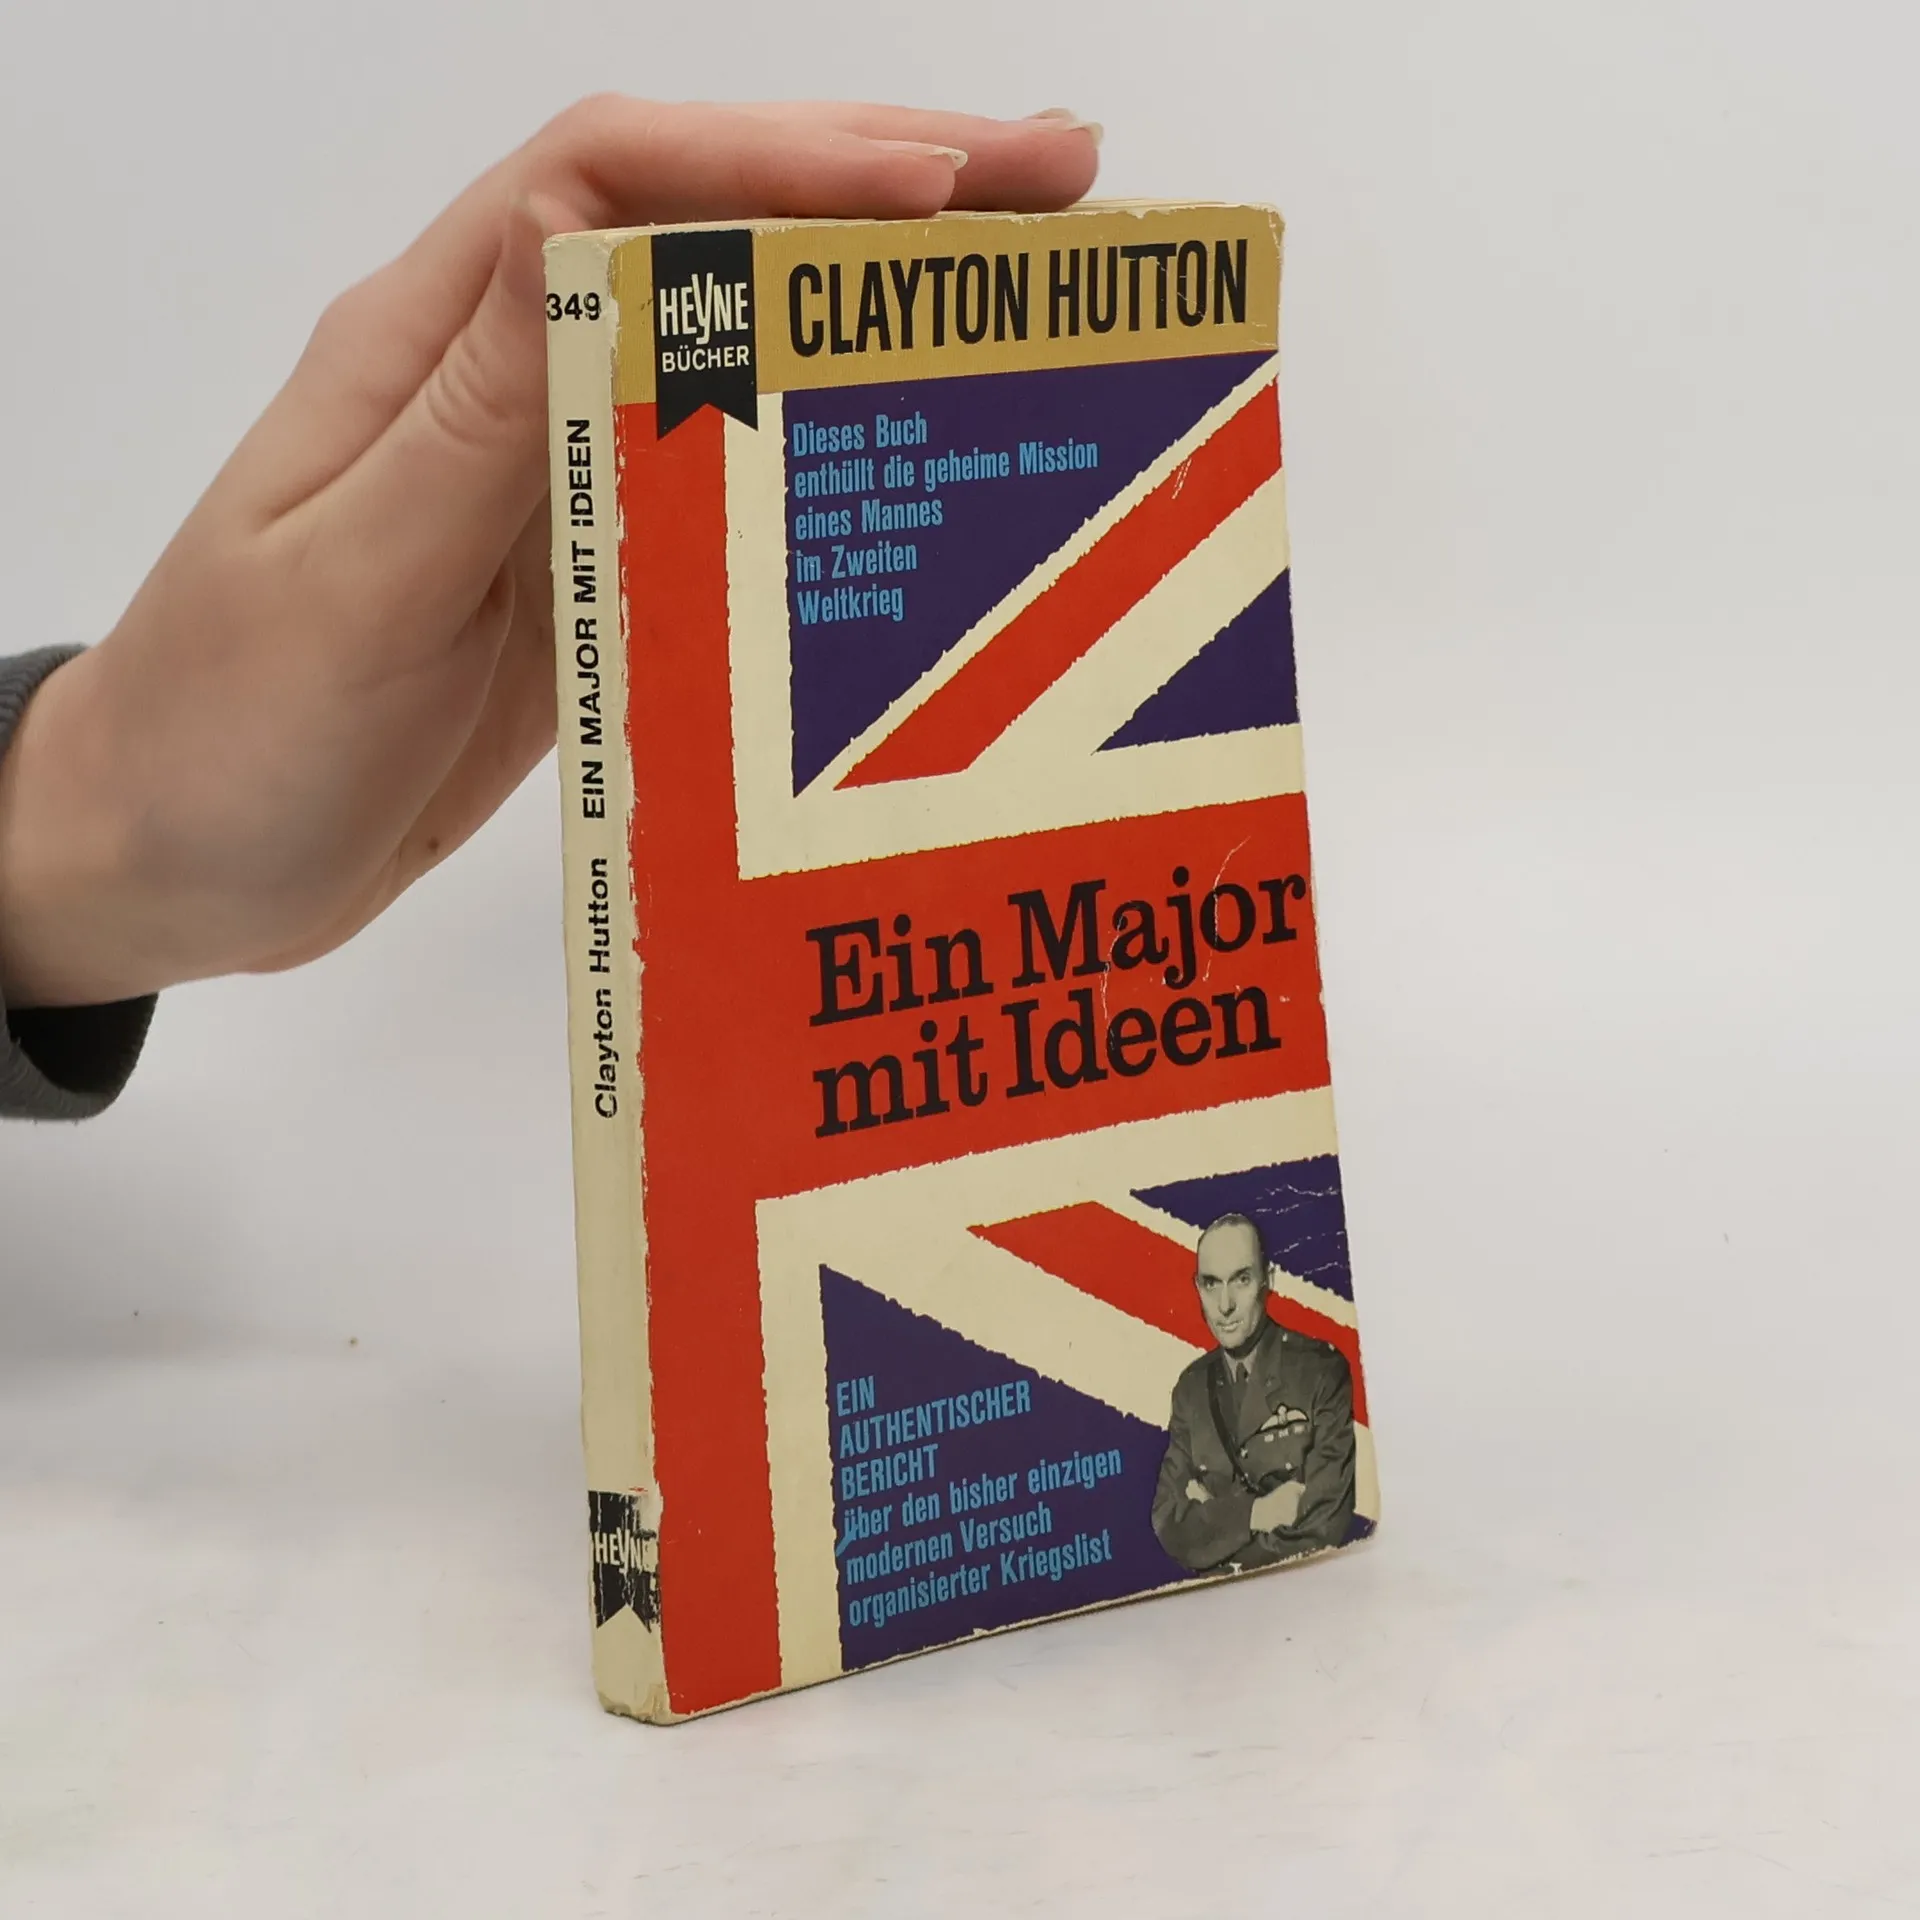 349
Clayton Hutton EIN MAJOR MIT IDEEN
HEYNE
HEYNE
BÜCHER
CLAYTON HUTTON
Dieses Buch
enthüllt die geheime Mission
eines Mannes
im Zweiten
Weltkrieg
Ein Major
mit Ideen
EIN
AUTHENTISCHER
BERICHT
über den bisher einzigen
modernen Versuch
organisierter Kriegslist